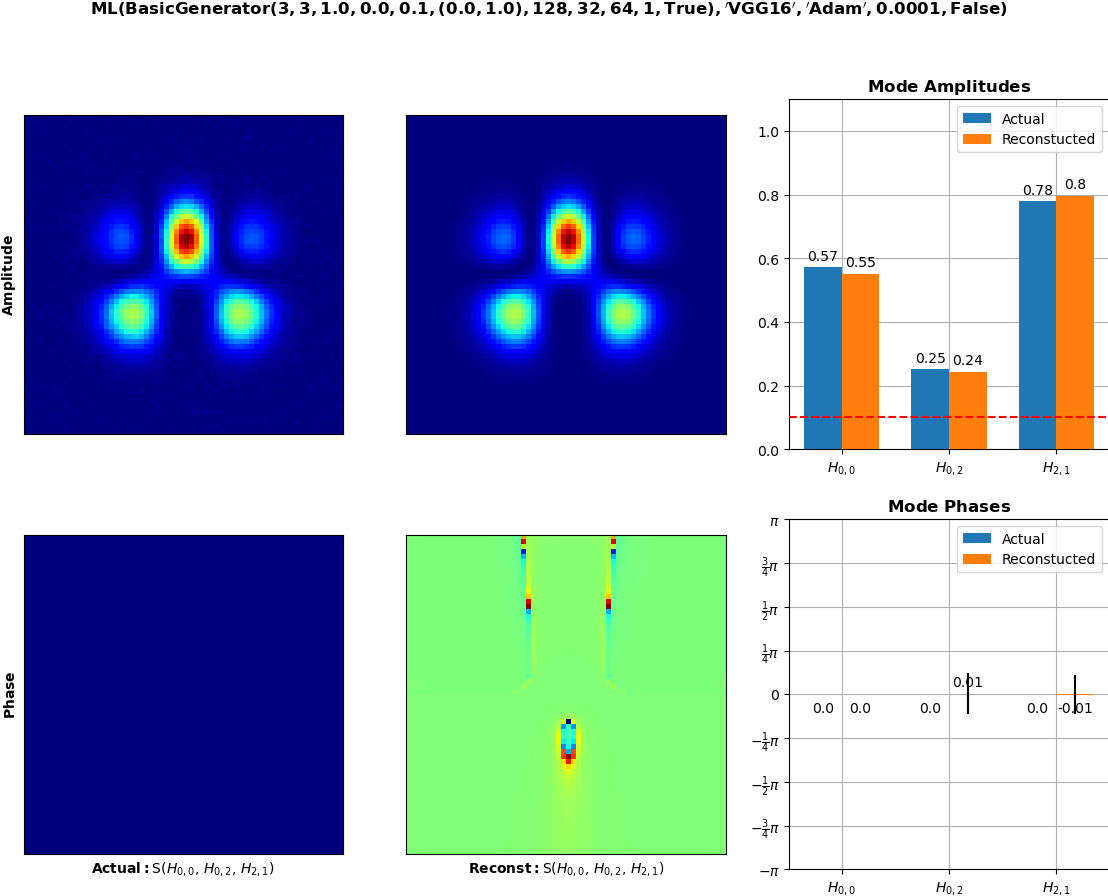 ML(BasicGenerator(3, 3, 1.0, 0.0, 0.1, (0.0, 1.0), 128, 32, 64, 1, True), ′VGG16′, ′Adam′, 0.0001, False)
Mode Amplitudes
Actual
Reconstucted
1.0
0.8
0.6
0.4
0.2
0.0
0.57
0.55
0.25
0.24
0.78
0.8
H0,0
H0,2
H2,1
Amplitude
Mode Phases
Actual
Reconstucted
π
3/4π
1/2π
1/4π
0
−1/4π
−1/2π
−3/4π
−π
0.0
0.0
0.0
0.01
0.0
-0.01
H0,0
H0,2
H2,1
Phase
Actual: S(H0,0, H0,2, H2,1)
Reconst: S(H0,0, H0,2, H2,1)